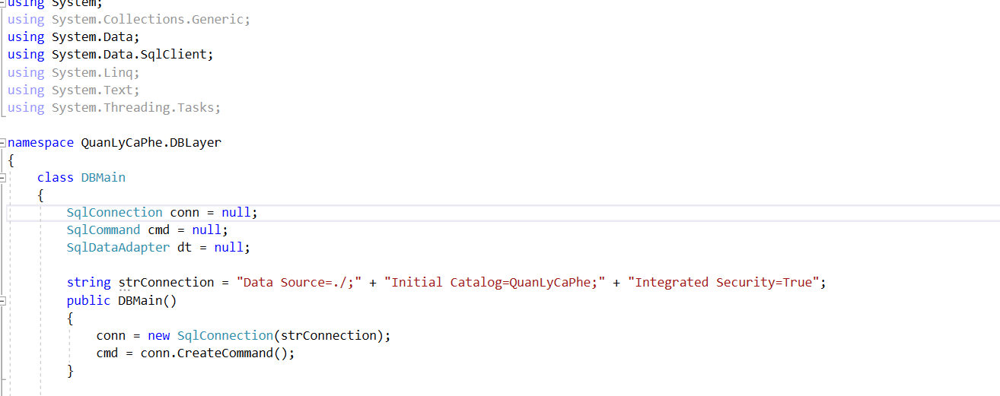 using System;
using System.Collections.Generic;
using System.Data;
using System.Data.SqlClient;
using System.Linq;
using System.Text;
using System.Threading.Tasks;
namespace QuanLyCaPhe.DBLayer
{
class DBMain
{
SqlConnection conn = null;
SqlCommand cmd = null;
SqlDataAdapter dt = null;
string strConnection = "Data Source=./;" + "Initial Catalog=QuanLyCaPhe;" + "Integrated Security=True";
public DBMain()
{
conn = new SqlConnection(strConnection);
cmd = conn.CreateCommand();
}